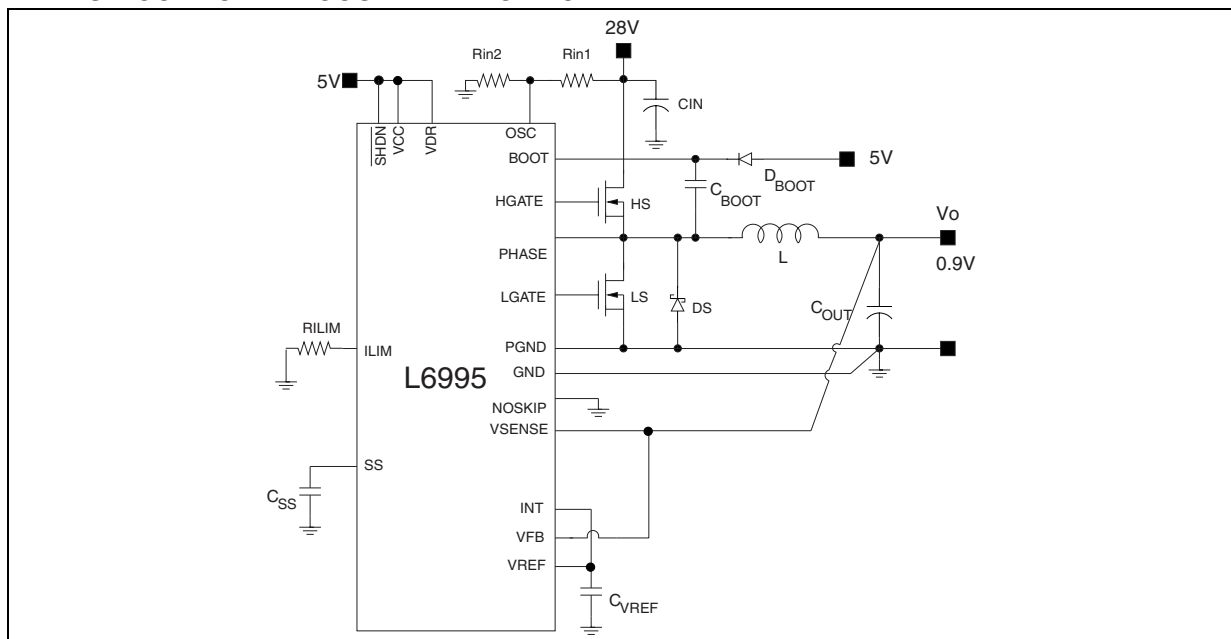 28V
Rin2
Rin1
5V
CIN
SHDN
VCC
VDR
OSC
BOOT
5V
DBOOT
CBOOT
HGATE
HS
Vo
PHASE
L
0.9V
LGATE
LS
DS
COUT
RILIM
ILIM
PGND
L6995
GND
NOSKIP
VSENSE
SS
CSS
INT
VFB
VREF
CVREF